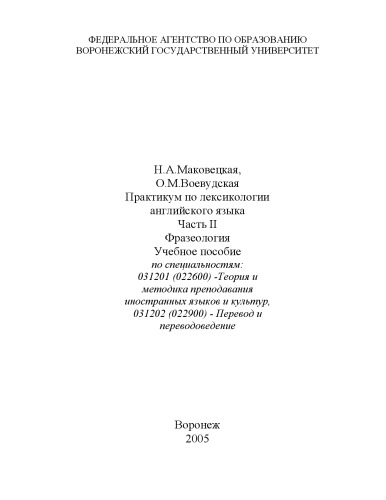 ФЕДЕРАЛЬНОЕ АГЕНТСТВО ПО ОБРАЗОВАНИЮ
ВОРОНЕЖСКИЙ ГОСУДАРСТВЕННЫЙ УНИВЕРСИТЕТ
Н.А.Маковецкая,
О.М.Воевудская
Практикум по лексикологии
английского языка
Часть II
Фразеология
Учебное пособие
по специальностям:
031201 (022600) -Теория и
методика преподавания
иностранных языков и культур,
031202 (022900) - Перевод и
переводоведение
Воронеж
2005